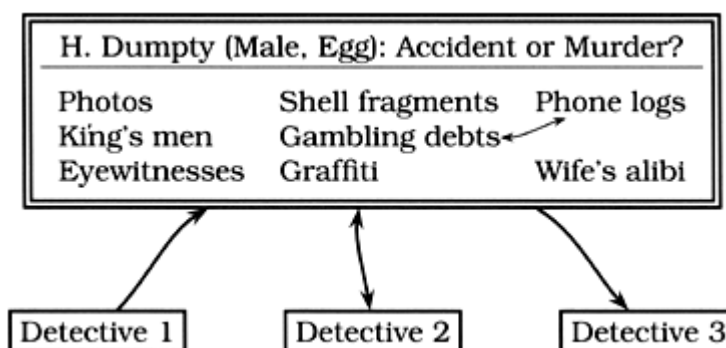 H. Dumpty (Male, Egg): Accident or Murder?
Photos Shell fragments Phone logs
King's men Gambling debts
Eyewitnesses Graffiti Wife's alibi
Detective 1 Detective 2 Detective 3